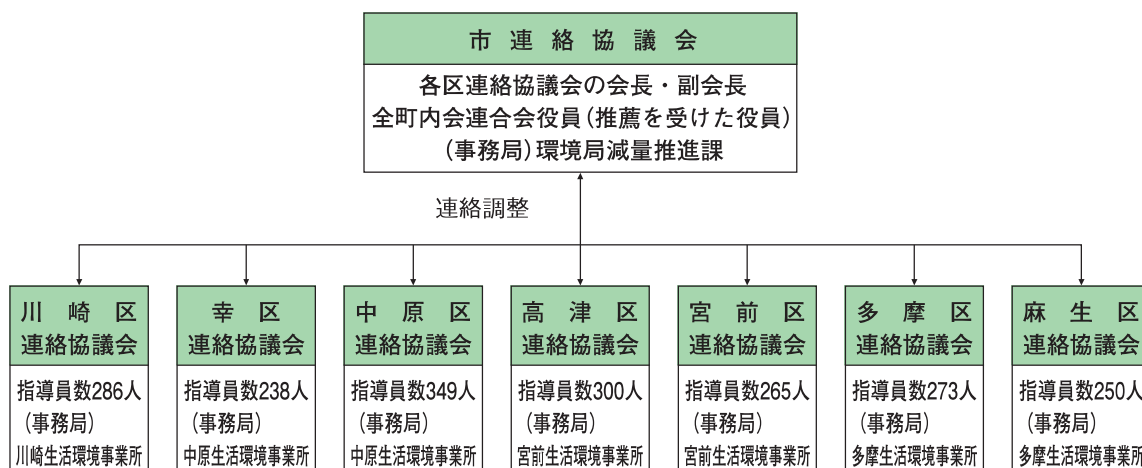 市連絡協議会
各区連絡協議会の会長・副会長
全町内会連合会役員(推薦を受けた役員)
(事務局)環境局減量推進課
連絡調整
川崎区
連絡協議会
指導員数286人
(事務局)
川崎生活環境事業所
幸区
連絡協議会
指導員数238人
(事務局)
中原生活環境事業所
中原区
連絡協議会
指導員数349人
(事務局)
中原生活環境事業所
高津区
連絡協議会
指導員数300人
(事務局)
宮前生活環境事業所
宮前区
連絡協議会
指導員数265人
(事務局)
宮前生活環境事業所
多摩区
連絡協議会
指導員数273人
(事務局)
多摩生活環境事業所
麻生区
連絡協議会
指導員数250人
(事務局)
多摩生活環境事業所